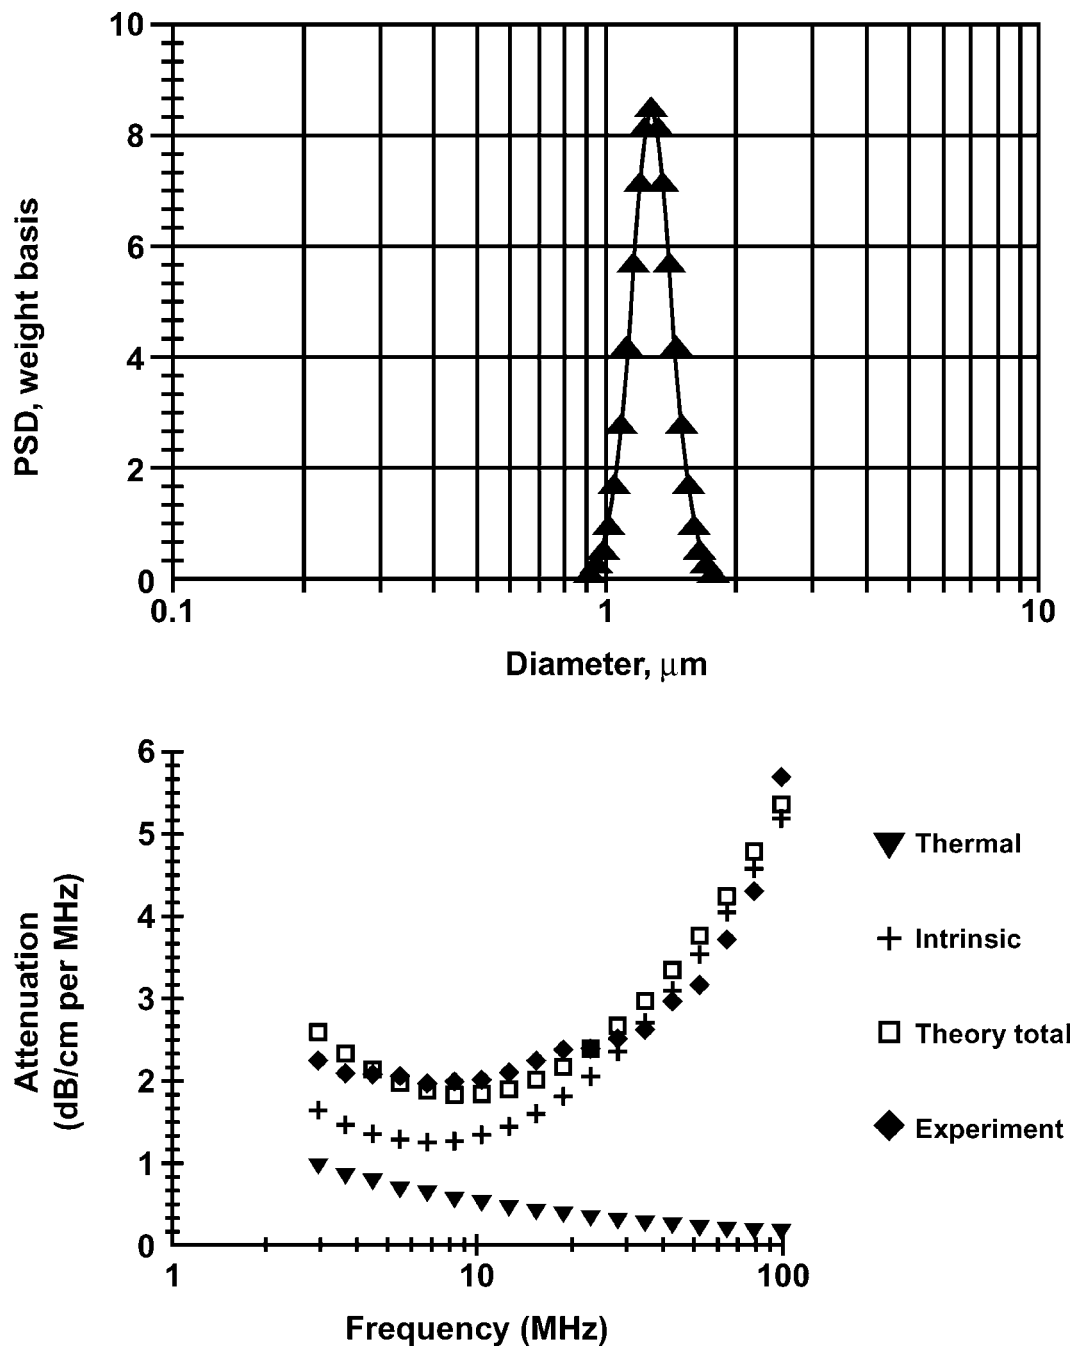 10
8
6
4
2
0
PSD, weight basis
0.1
1
10
Diameter, μm
6
5
4
3
2
1
0
Attenuation
(dB/cm per MHz)
1
10
100
Frequency (MHz)
Thermal
Intrinsic
Theory total
Experiment